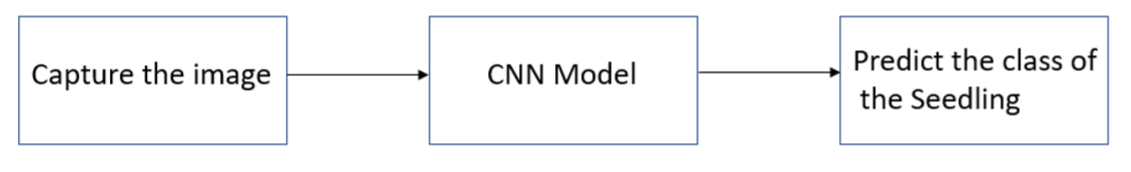 Capture the image
CNN Model
Predict the class of
the Seedling